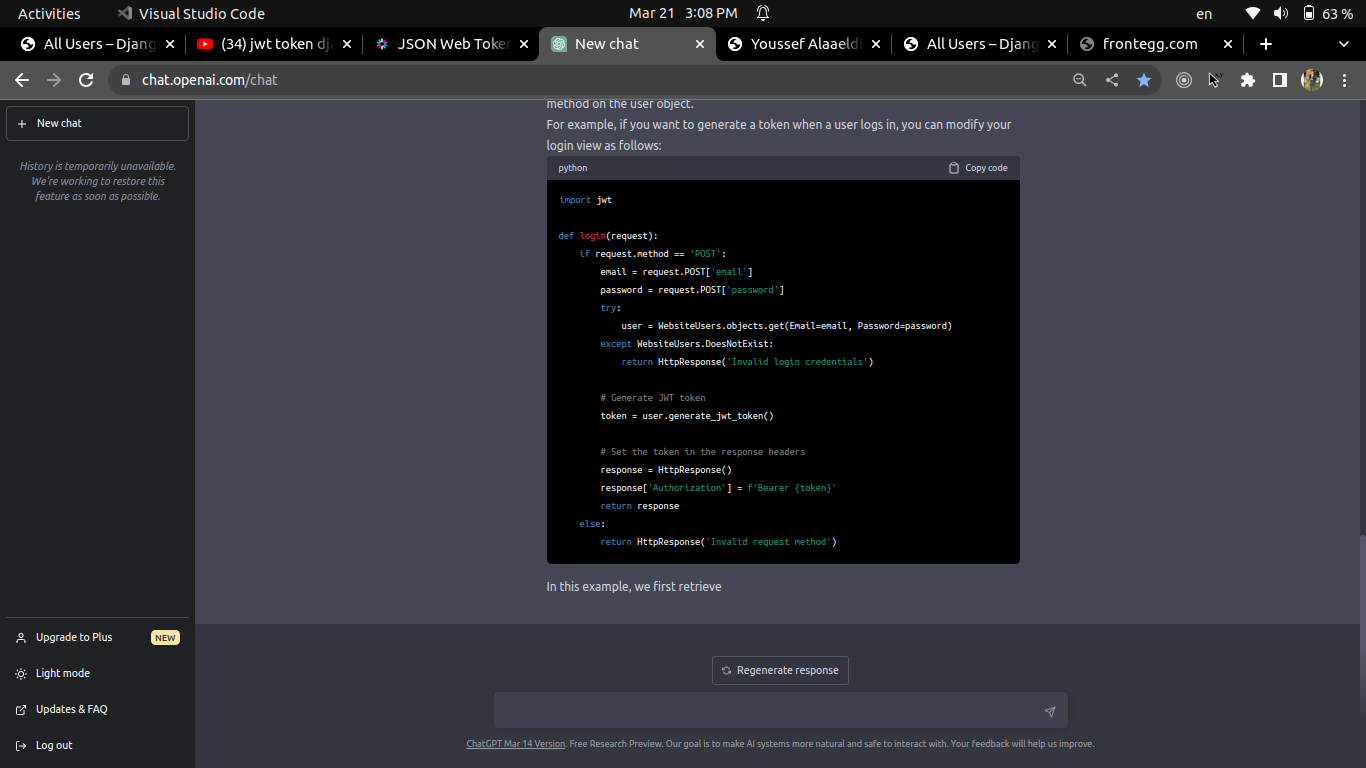 Activities
Visual Studio Code
Mar 21 3:08 PM
en
63 %
All Users – Djang
(34) jwt token dja
JSON Web Token
New chat
Youssef Alaaeldi
All Users – Djang
frontegg.com
chat.openai.com/chat
New chat
History is temporarily unavailable.
We're working to restore this
feature as soon as possible.
Upgrade to Plus
NEW
Light mode
Updates & FAQ
Log out
method on the user object.
For example, if you want to generate a token when a user logs in, you can modify your
login view as follows:
python
Copy code
import jwt
def login(request):
    if request.method == 'POST':
        email = request.POST['email']
        password = request.POST['password']
        try:
            user = WebsiteUsers.objects.get(Email=email, Password=password)
        except WebsiteUsers.DoesNotExist:
            return HttpResponse('Invalid login credentials')
        # Generate JWT token
        token = user.generate_jwt_token()
        # Set the token in the response headers
        response = HttpResponse()
        response['Authorization'] = f'Bearer {token}'
        return response
    else:
        return HttpResponse('Invalid request method')
In this example, we first retrieve
Regenerate response
ChatGPT Mar 14 Version. Free Research Preview. Our goal is to make AI systems more natural and safe to interact with. Your feedback will help us improve.